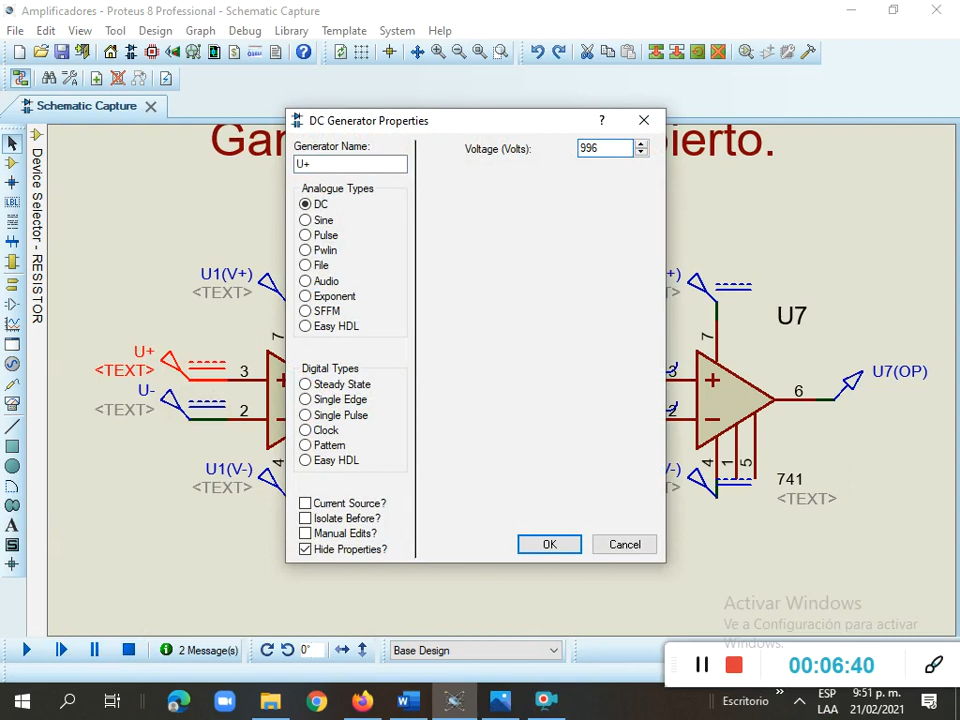 Amplificadores - Proteus 8 Professional - Schematic Capture
File Edit View Tool Design Graph Debug Library Template System Help
Schematic Capture
DC Generator Properties
?
Generator Name:
U+
Analogue Types
DC
Sine
Pulse
Pwlin
File
Audio
Exponent
SFFM
Easy HDL
Digital Types
Steady State
Single Edge
Single Pulse
Clock
Pattern
Easy HDL
Current Source?
Isolate Before?
Manual Edits?
Hide Properties?
Voltage (Volts):
996
OK
Cancel
Device Selector - RESISTOR
U1(V+)
<TEXT>
7
U+
<TEXT>
3
U-
<TEXT>
2
U1(V-)
<TEXT>
4
U7
7
3
2
6
U7(OP)
4
1
5
741
<TEXT>
Activar Windows
Ve a Configuración para activar
Windows.
2 Message(s)
0°
Base Design
00:06:40
Escritorio
ESP
LAA
9:51 p. m.
21/02/2021